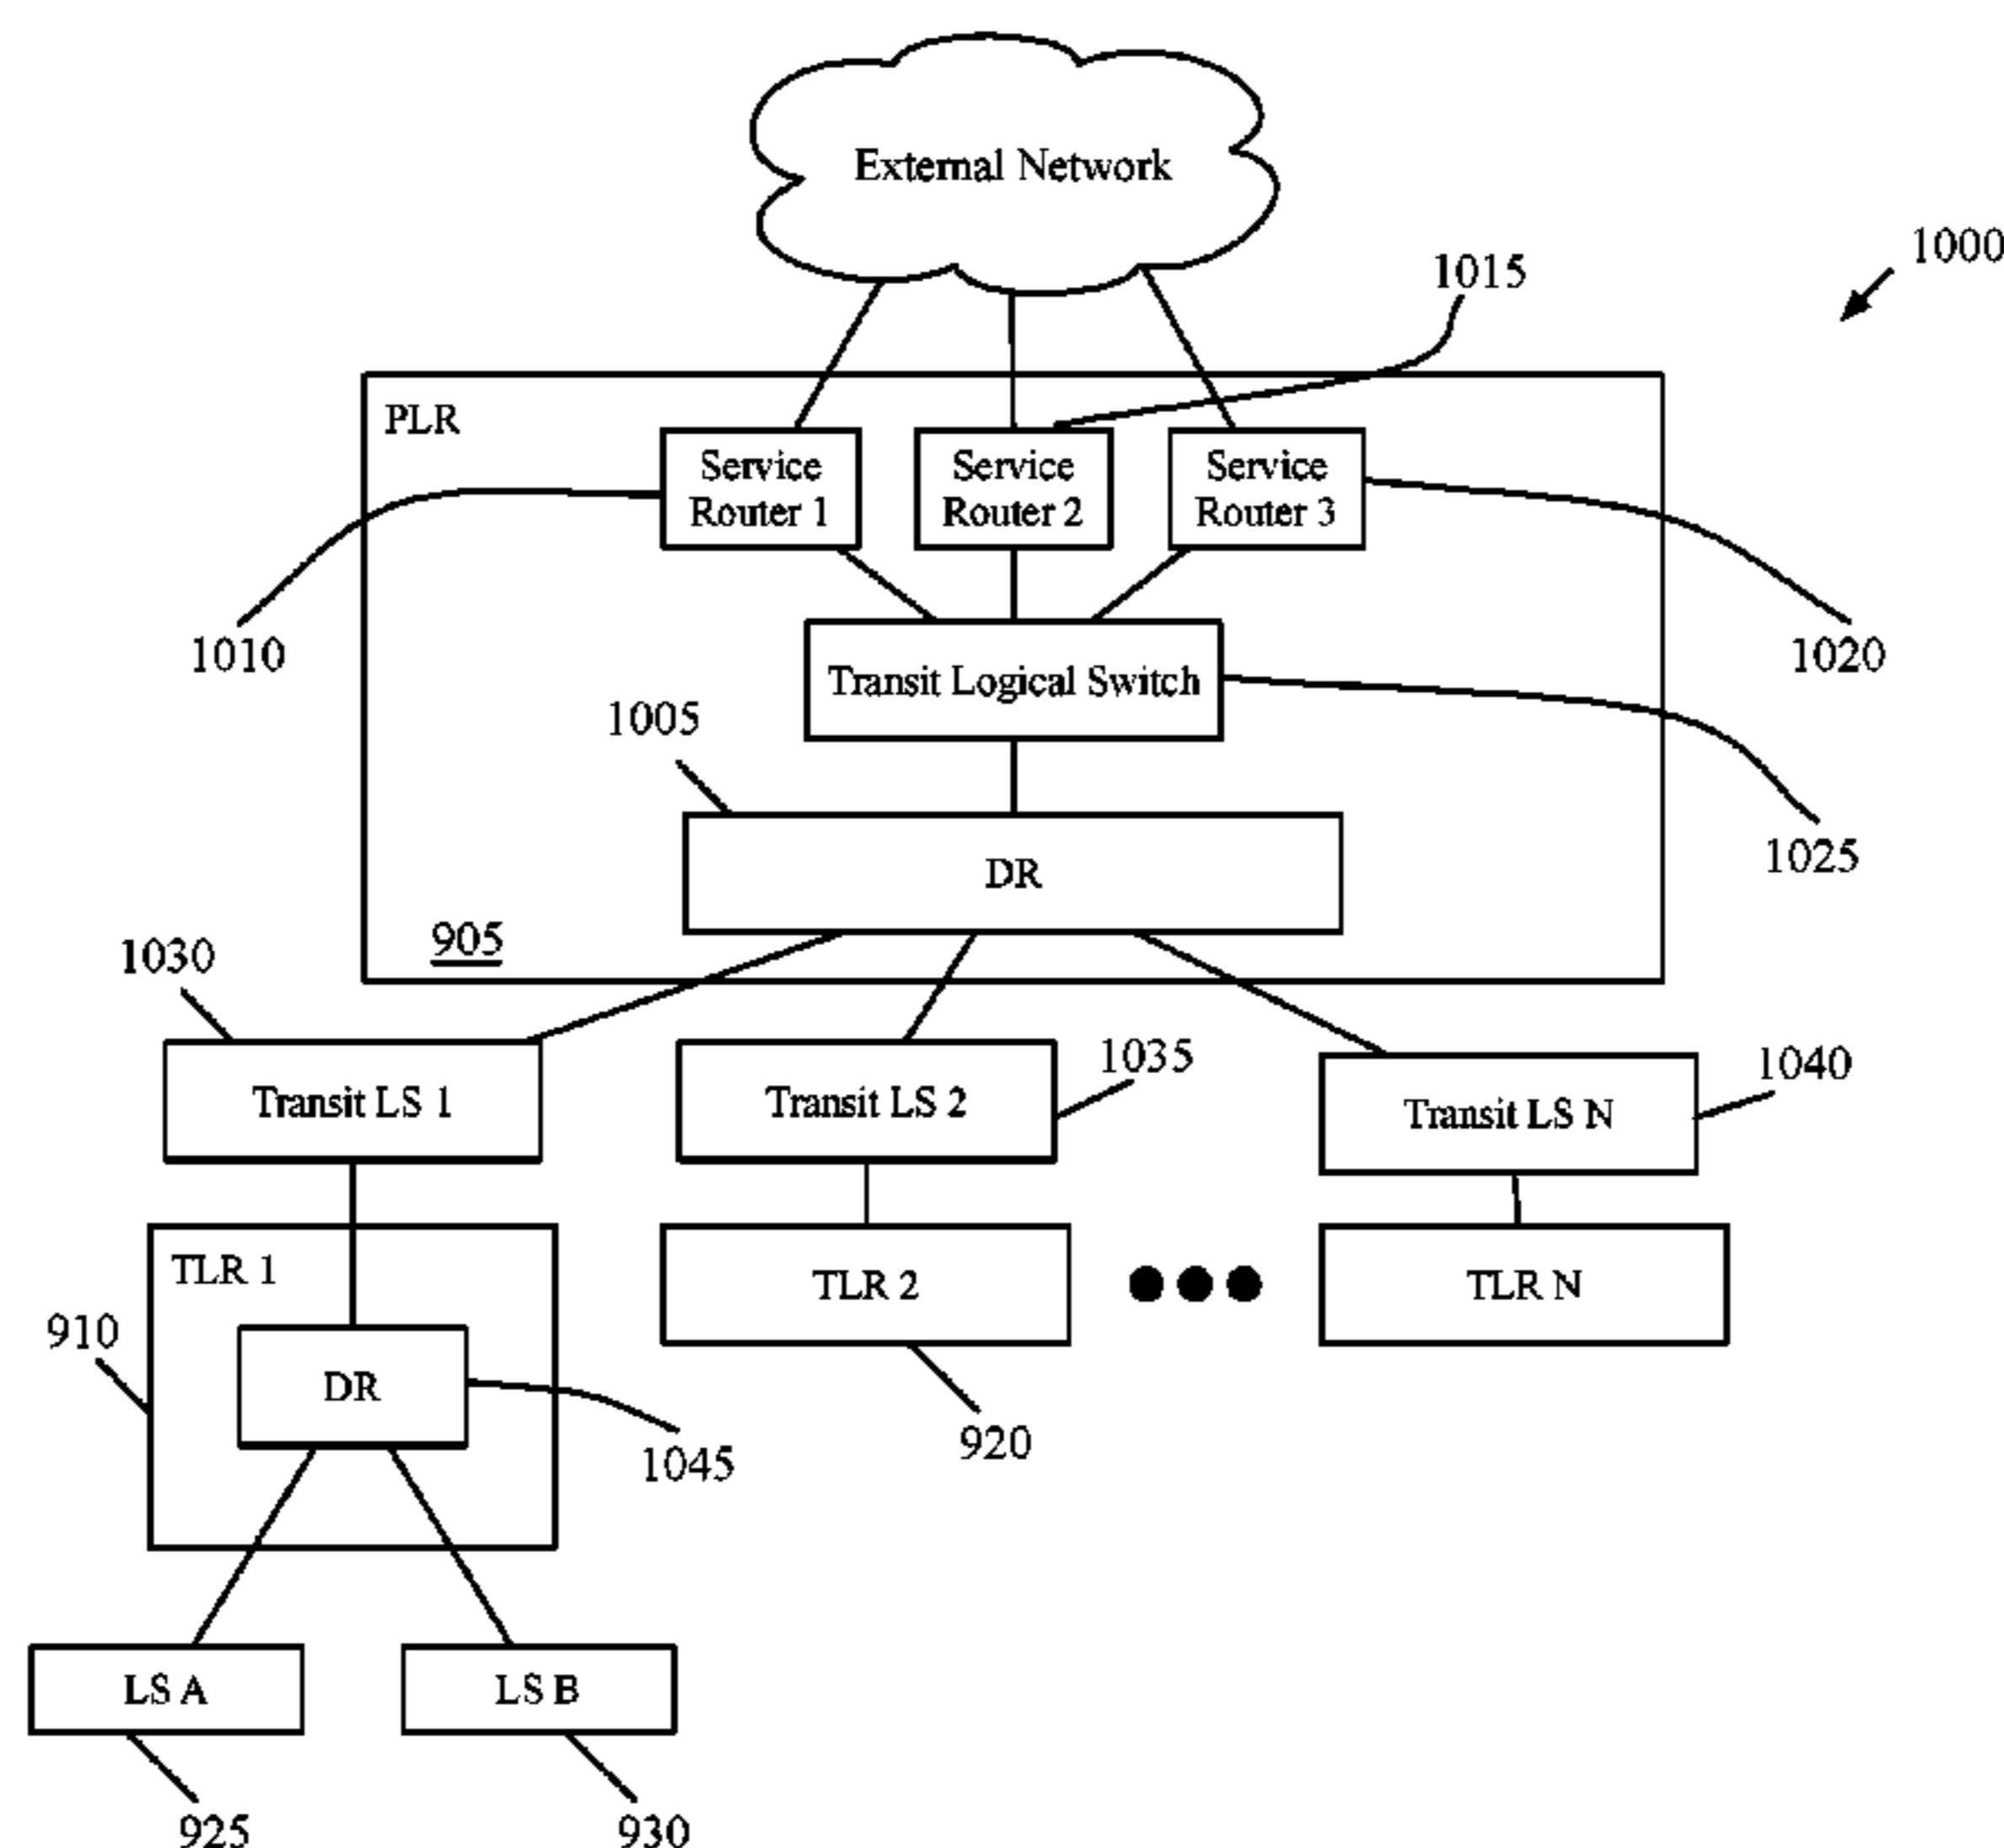 External Network
1000
1015
PLR
Service
Router 1
Service
Router 2
Service
Router 3
1010
1020
Transit Logical Switch
1005
1025
DR
905
1030
Transit LS 1
Transit LS 2
1035
Transit LS N
1040
TLR 1
TLR 2
TLR N
910
DR
1045
920
LS A
LS B
925
930